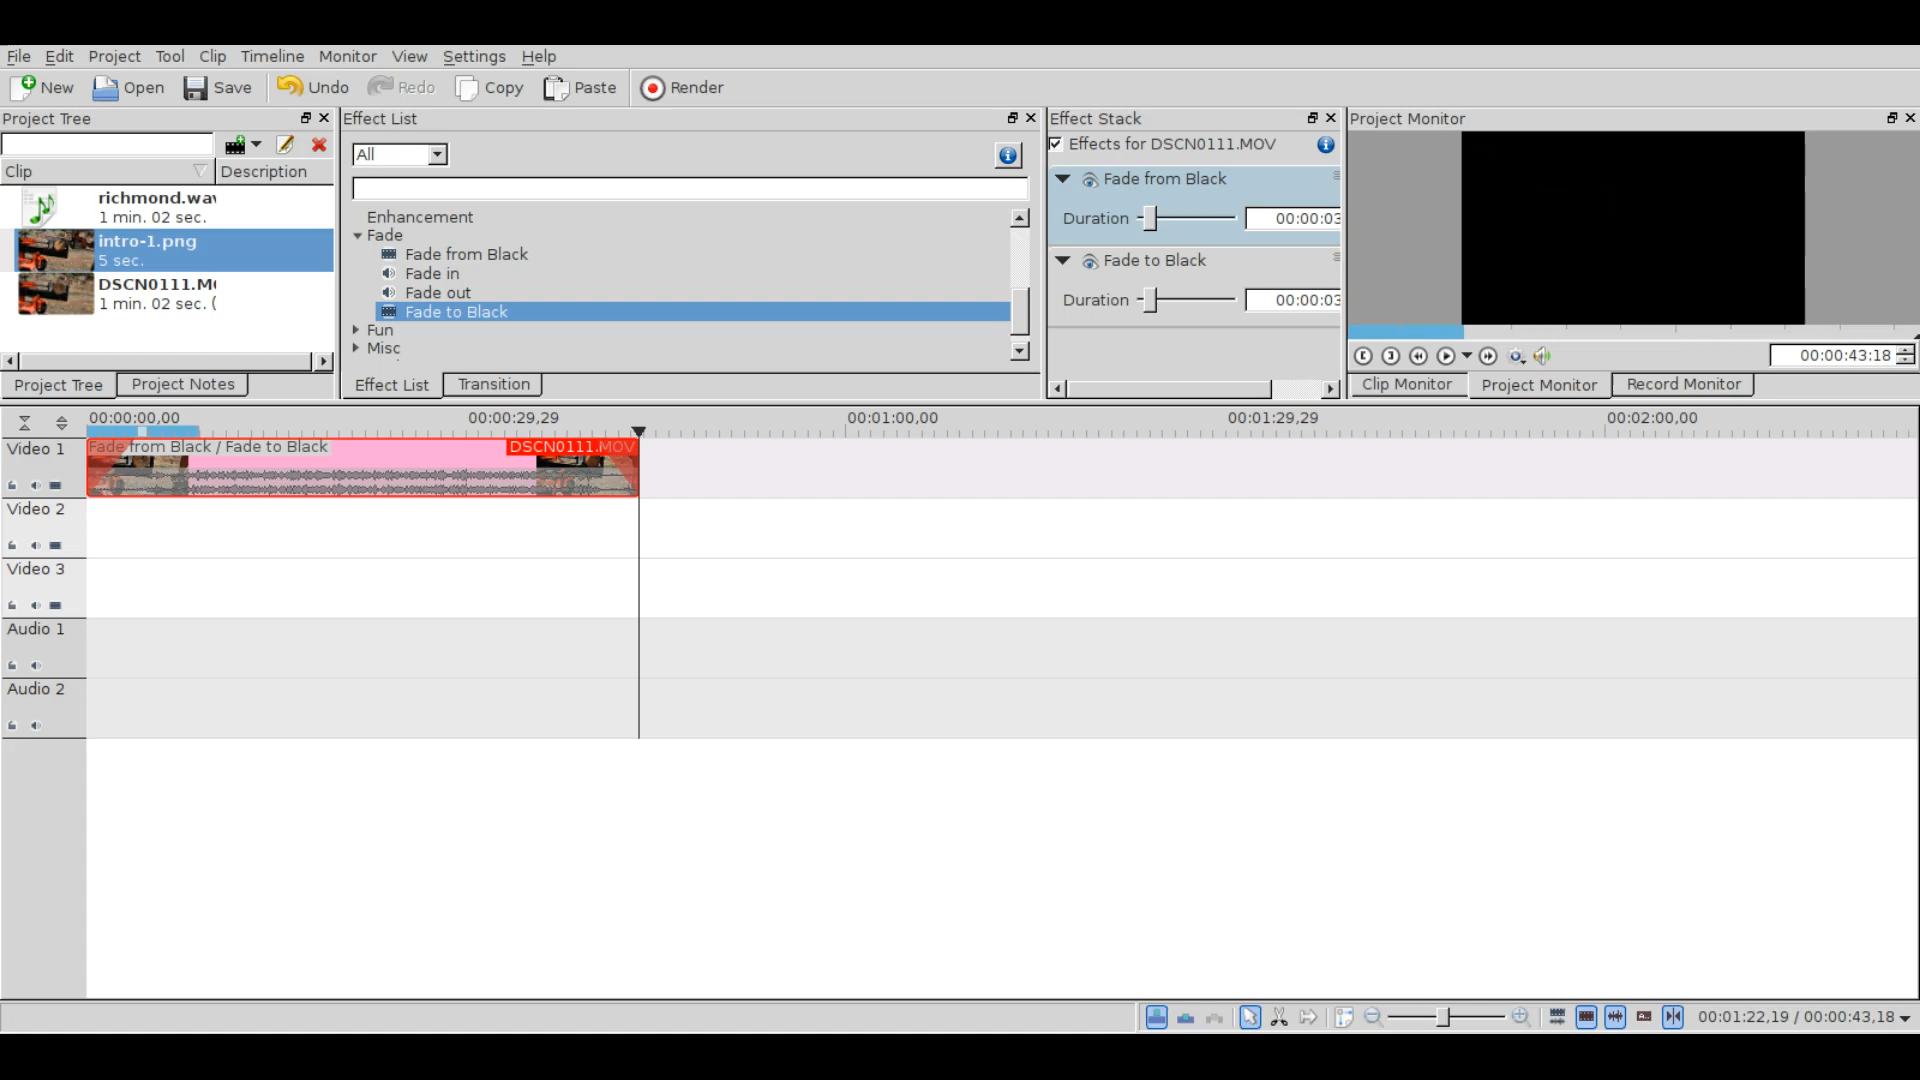 File Edit Project Tool Clip Timeline Monitor View Settings Help
New Open Save Undo Redo Copy Paste Render
Project Tree
Clip Description
richmond.wav
1 min. 02 sec.
intro-1.png
5 sec.
DSCN0111.M
1 min. 02 sec. (
Project Tree Project Notes
Effect List
All
Enhancement
Fade
Fade from Black
Fade in
Fade out
Fade to Black
Fun
Misc
Effect List Transition
Effect Stack
Effects for DSCN0111.MOV
Fade from Black
Duration 00:00:03
Fade to Black
Duration 00:00:03
Project Monitor
00:00:43:18
Clip Monitor Project Monitor Record Monitor
00:00:00,00 00:00:29,29 00:01:00,00 00:01:29,29 00:02:00,00
Video 1
Fade from Black / Fade to Black DSCN0111.MOV
Video 2
Video 3
Audio 1
Audio 2
00:01:22,19 / 00:00:43,18